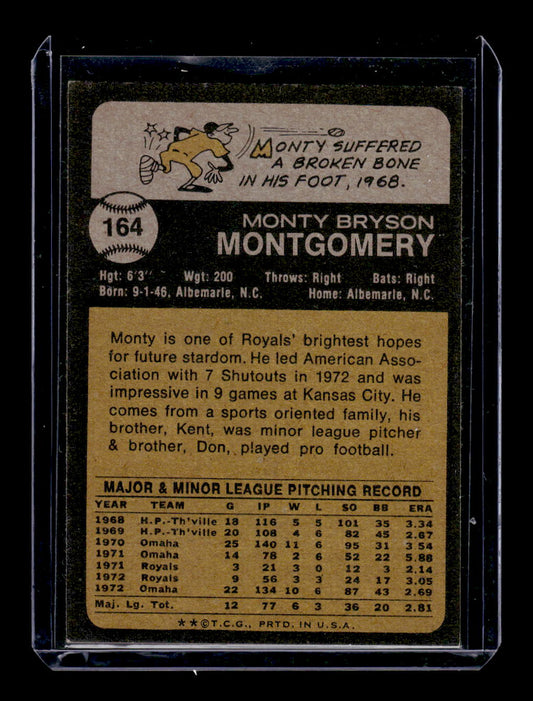 MONTY SUFFERED
A BROKEN BONE
IN HIS FOOT, 1968.
164
MONTY BRYSON
MONTGOMERY
Hgt: 6'3" Wgt: 200 Throws: Right Bats: Right
Born: 9-1-46, Albemarle, N.C. Home: Albemarle, N.C.
Monty is one of Royals' brightest hopes
for future stardom. He led American Asso-
ciation with 7 Shutouts in 1972 and was
impressive in 9 games at Kansas City. He
comes from a sports oriented family, his
brother, Kent, was minor league pitcher
& brother, Don, played pro football.
MAJOR & MINOR LEAGUE PITCHING RECORD
YEAR TEAM G IP W L SO BB ERA
1968 H.P.-Th'ville 18 116 5 5 101 35 3.34
1969 H.P.-Th'ville 20 108 4 6 82 45 2.67
1970 Omaha 25 140 11 6 95 31 3.54
1971 Omaha 14 78 2 6 52 22 5.88
1971 Royals 3 21 3 0 12 3 2.14
1972 Royals 9 56 3 3 24 17 3.05
1972 Omaha 22 134 10 6 87 43 2.69
Maj. Lg. Tot. 12 77 6 3 36 20 2.81
**©T.C.G., PRTD. IN U.S.A.